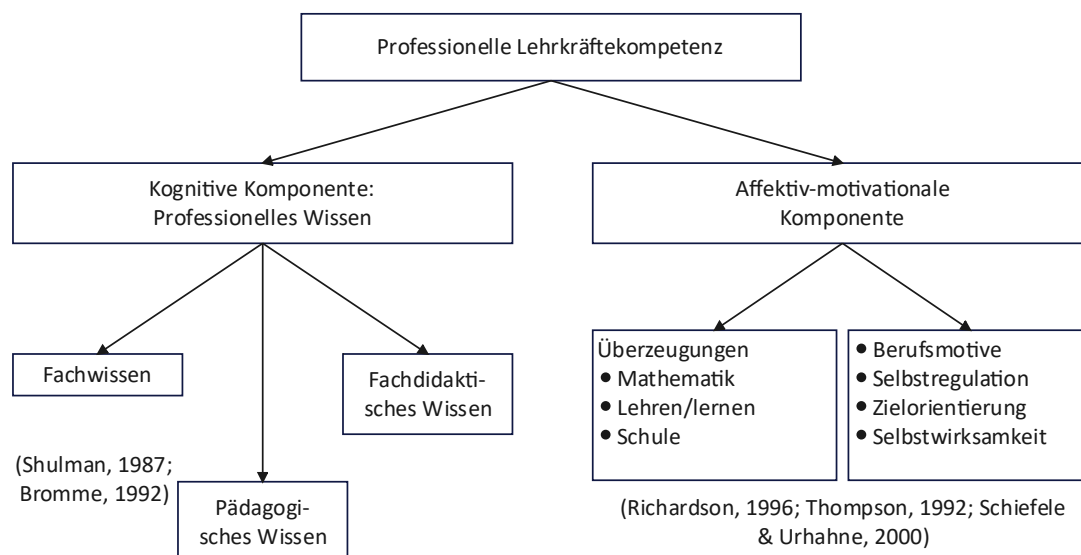 Professionelle Lehrkräftekompetenz
Kognitive Komponente:
Professionelles Wissen
Affektiv-motivationale
Komponente
Fachwissen
Fachdidakti-
sches Wissen
(Shulman, 1987;
Bromme, 1992)
Pädagogi-
sches Wissen
Überzeugungen
● Mathematik
● Lehren/lernen
● Schule
● Berufsmotive
● Selbstregulation
● Zielorientierung
● Selbstwirksamkeit
(Richardson, 1996; Thompson, 1992; Schiefele
& Urhahne, 2000)